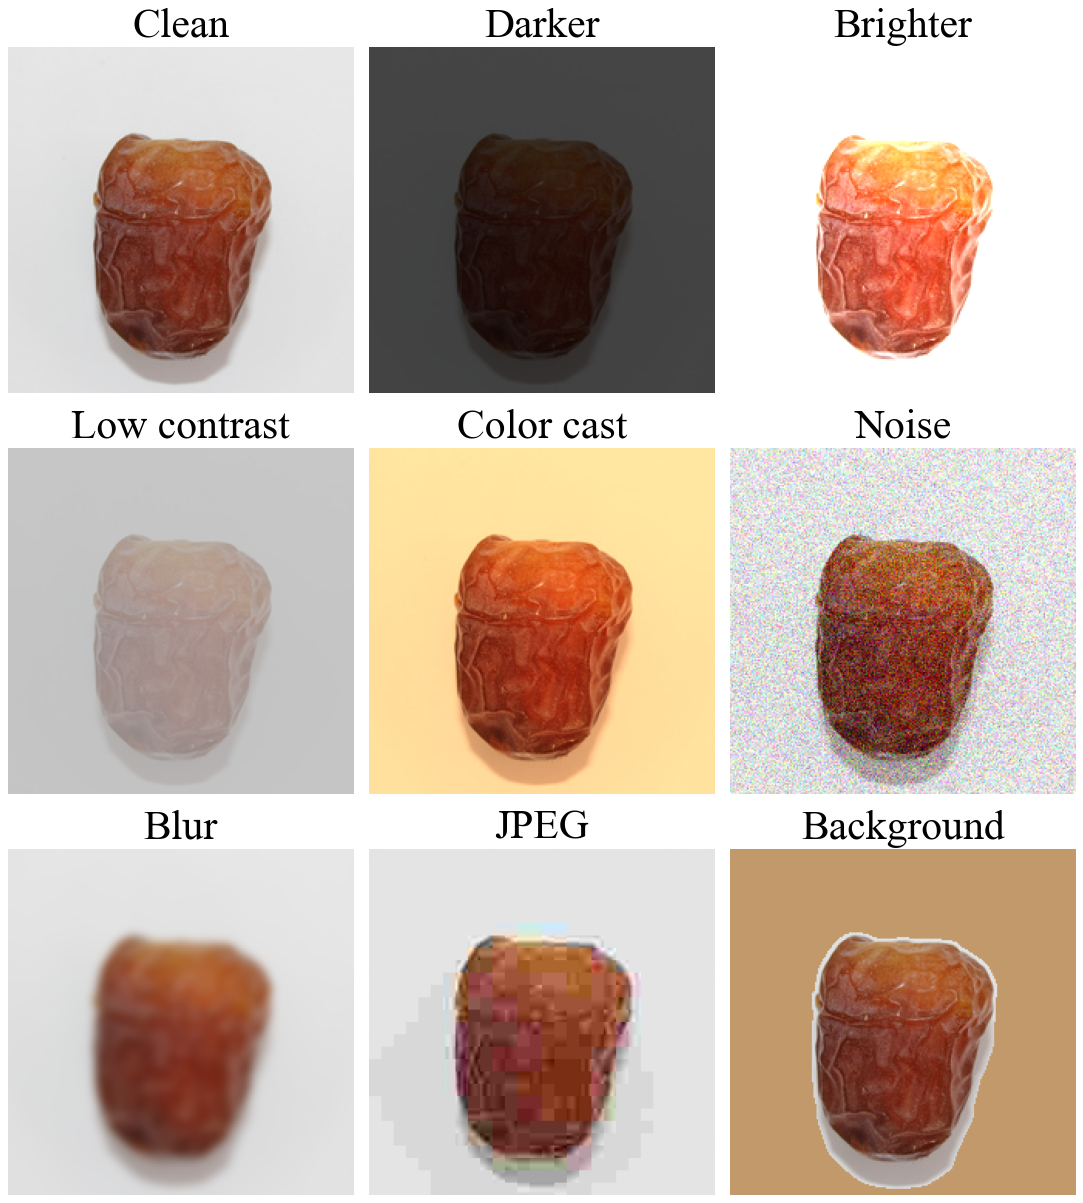 Clean
Darker
Brighter
Low contrast
Color cast
Noise
Blur
JPEG
Background